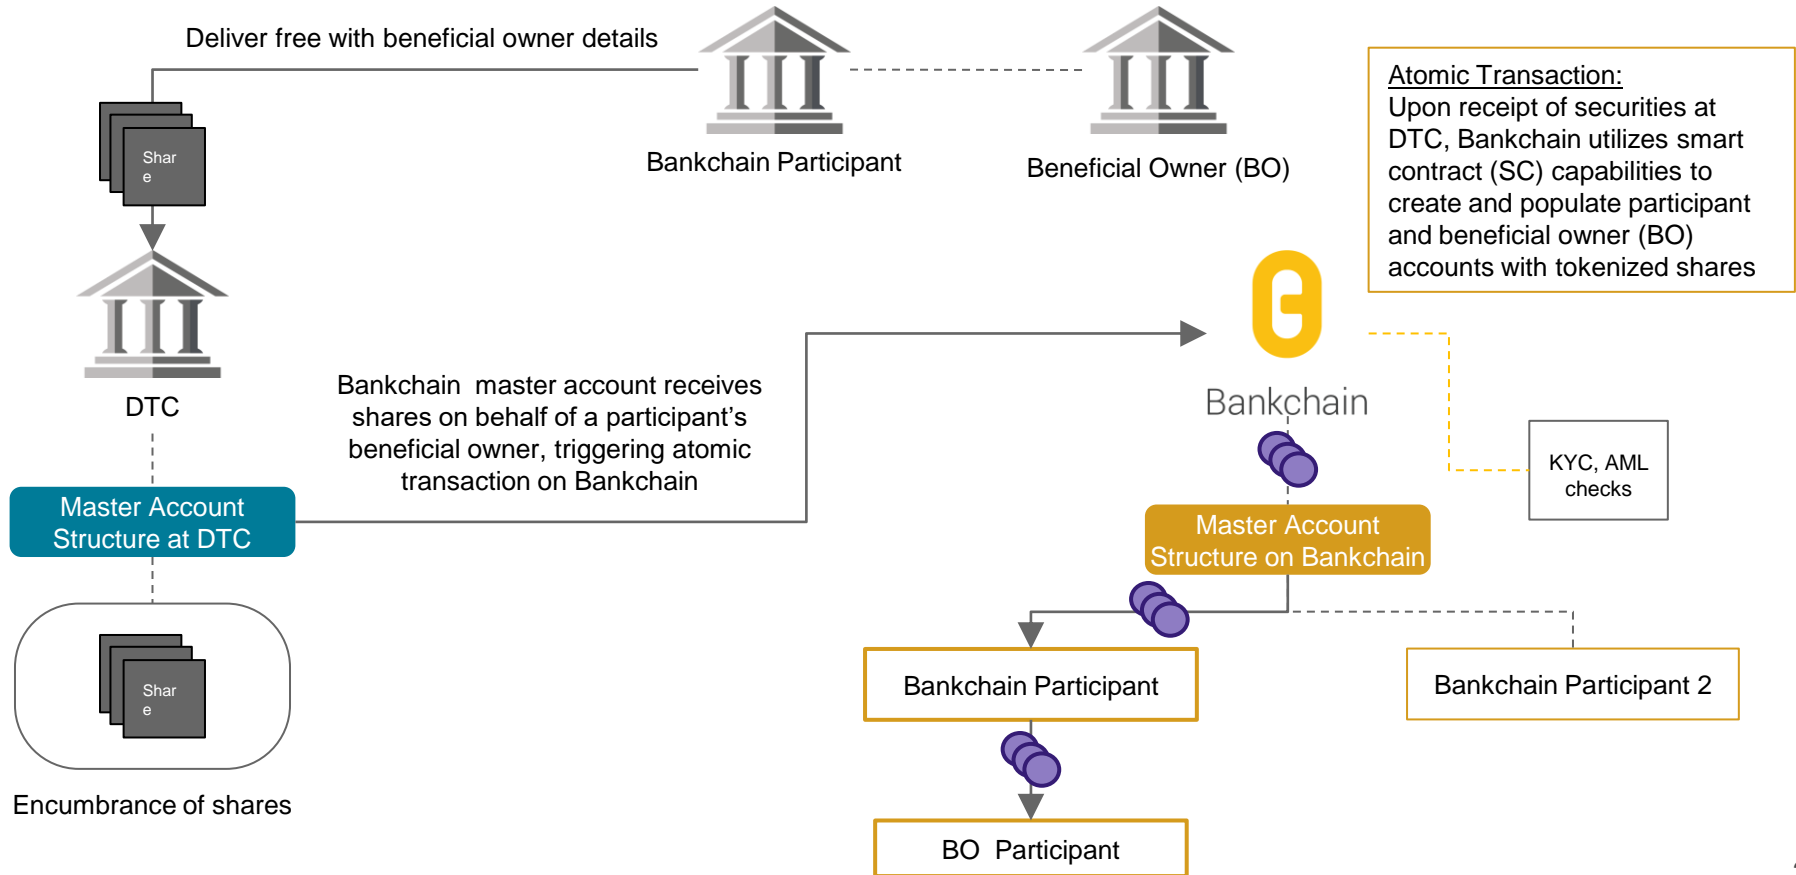 Deliver free with beneficial owner details
Bankchain Participant
Beneficial Owner (BO)
Atomic Transaction:
Upon receipt of securities at
DTC, Bankchain utilizes smart
contract (SC) capabilities to
create and populate participant
and beneficial owner (BO)
accounts with tokenized shares
Shar
e
DTC
Bankchain  master account receives
shares on behalf of a participant’s
beneficial owner, triggering atomic
transaction on Bankchain
Bankchain
KYC, AML
checks
Master Account
Structure at DTC
Master Account
Structure on Bankchain
Shar
e
Encumbrance of shares
Bankchain Participant
Bankchain Participant 2
BO  Participant